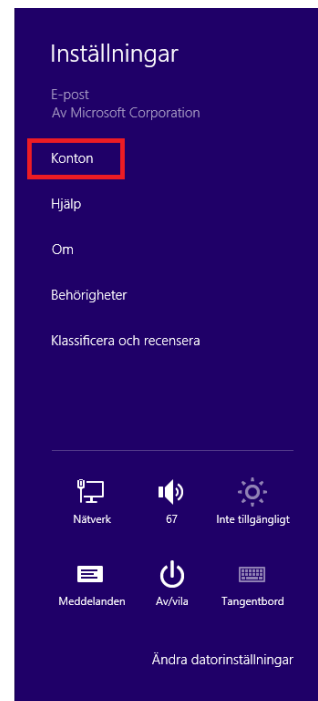 Inställningar
E-post
Av Microsoft Corporation
Konton
Hjälp
Om
Behörigheter
Klassificera och recensera
Nätverk
67
Inte tillgängligt
Meddelanden
Av/vila
Tangentbord
Ändra datorinställningar